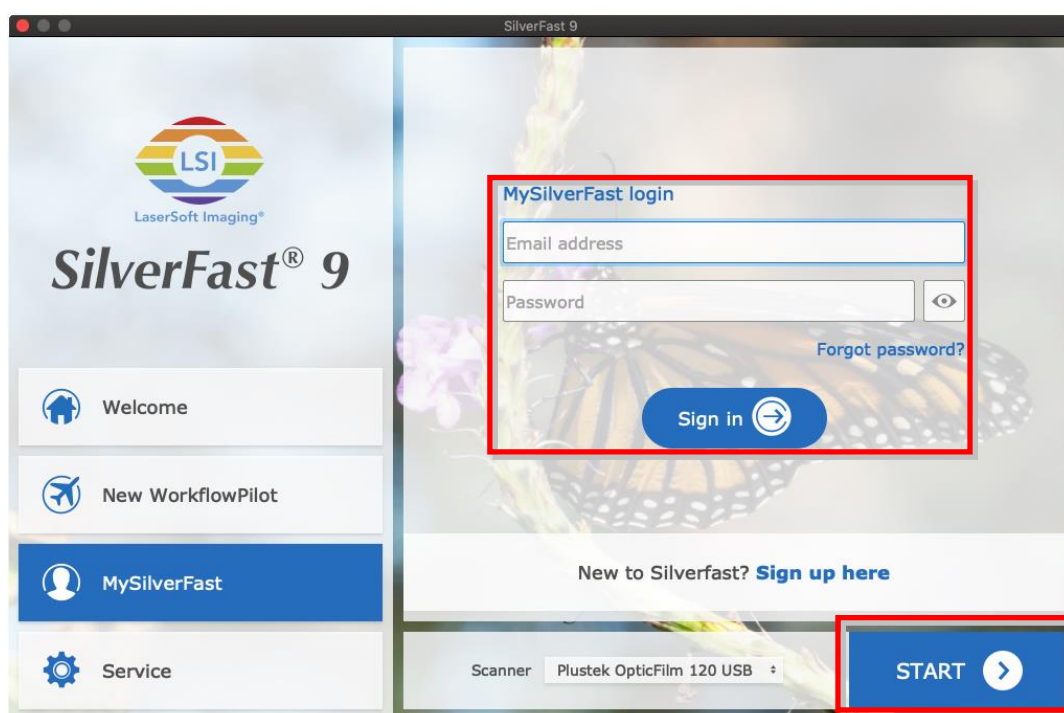 SilverFast 9
LSI
LaserSoft Imaging®
SilverFast® 9
Welcome
New WorkflowPilot
MySilverFast
Service
MySilverFast login
Email address
Password
Forgot password?
Sign in
New to Silverfast? Sign up here
Scanner Plustek OpticFilm 120 USB
START